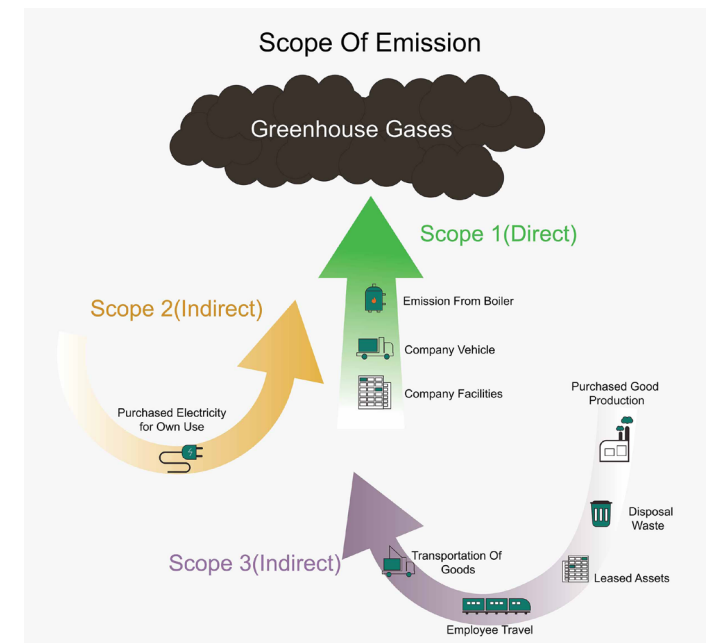 Scope Of Emission
Greenhouse Gases
Scope 1(Direct)
Emission From Boiler
Company Vehicle
Company Facilities
Scope 2(Indirect)
Purchased Electricity
for Own Use
Purchased Good
Production
Disposal
Waste
Leased Assets
Employee Travel
Transportation Of
Goods
Scope 3(Indirect)